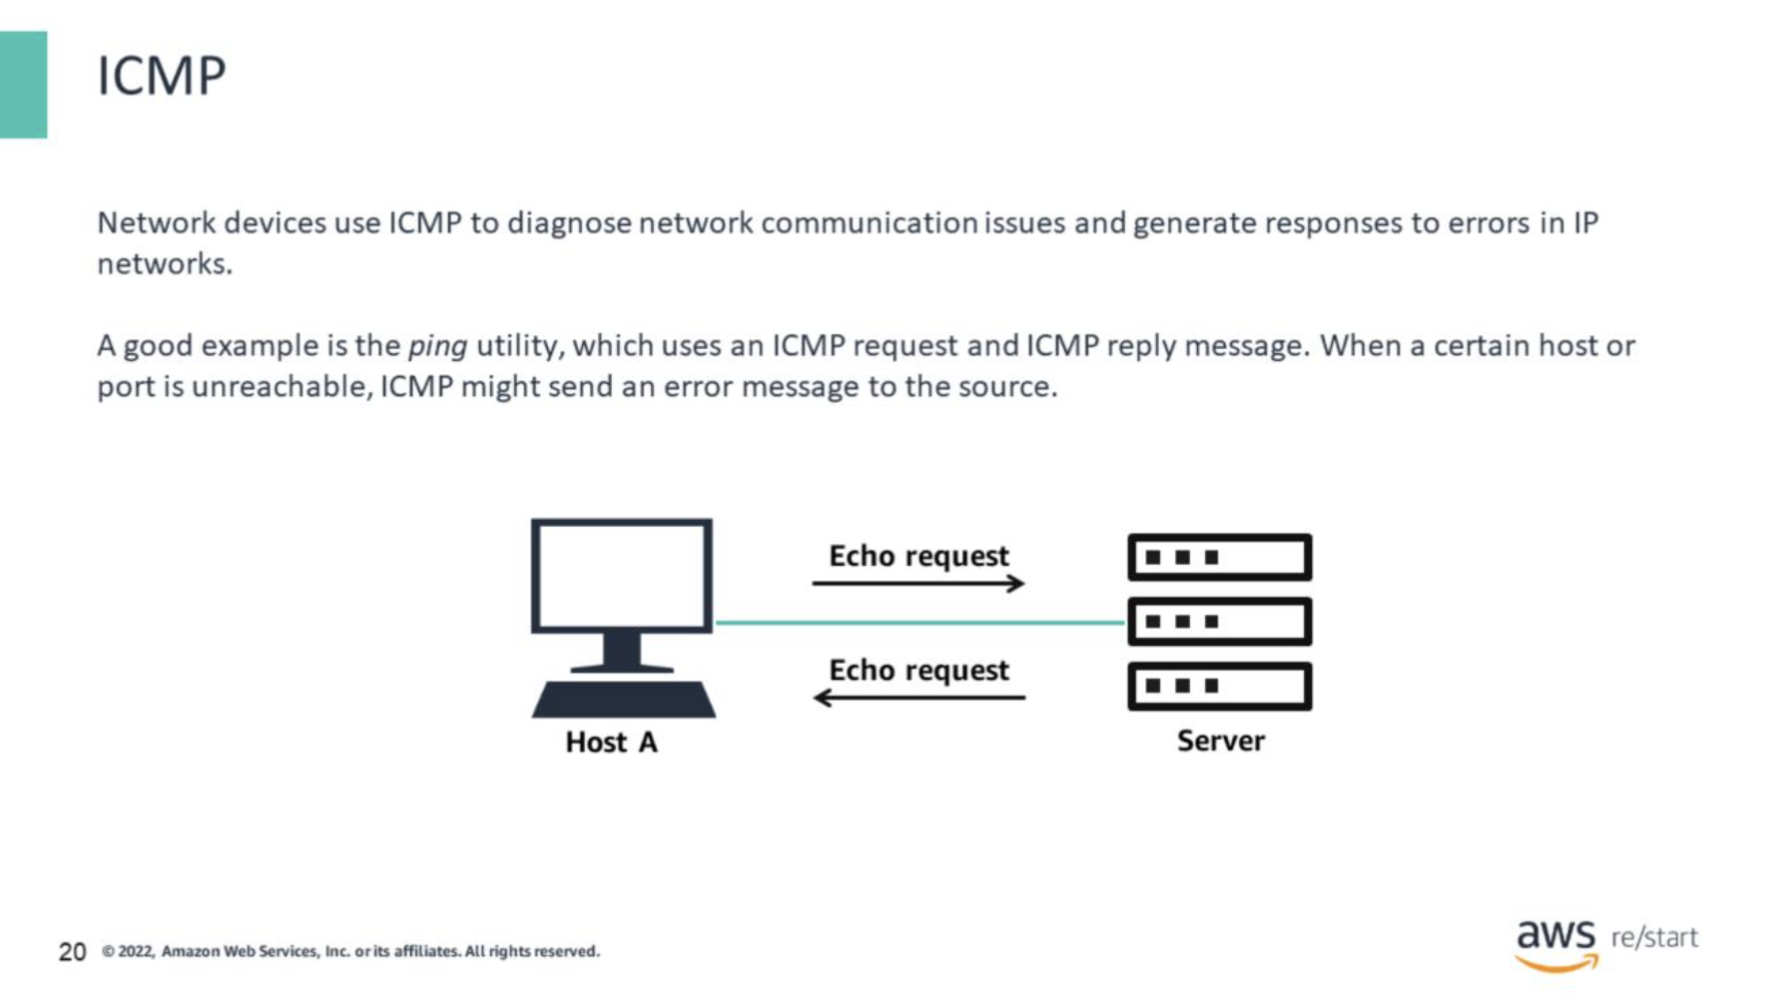 ICMP
Network devices use ICMP to diagnose network communication issues and generate responses to errors in IP
networks.
A good example is the ping utility, which uses an ICMP request and ICMP reply message. When a certain host or
port is unreachable, ICMP might send an error message to the source.
Echo request
Echo request
Host A
Server
20 © 2022, Amazon Web Services, Inc. or its affiliates. All rights reserved.
aws re/start